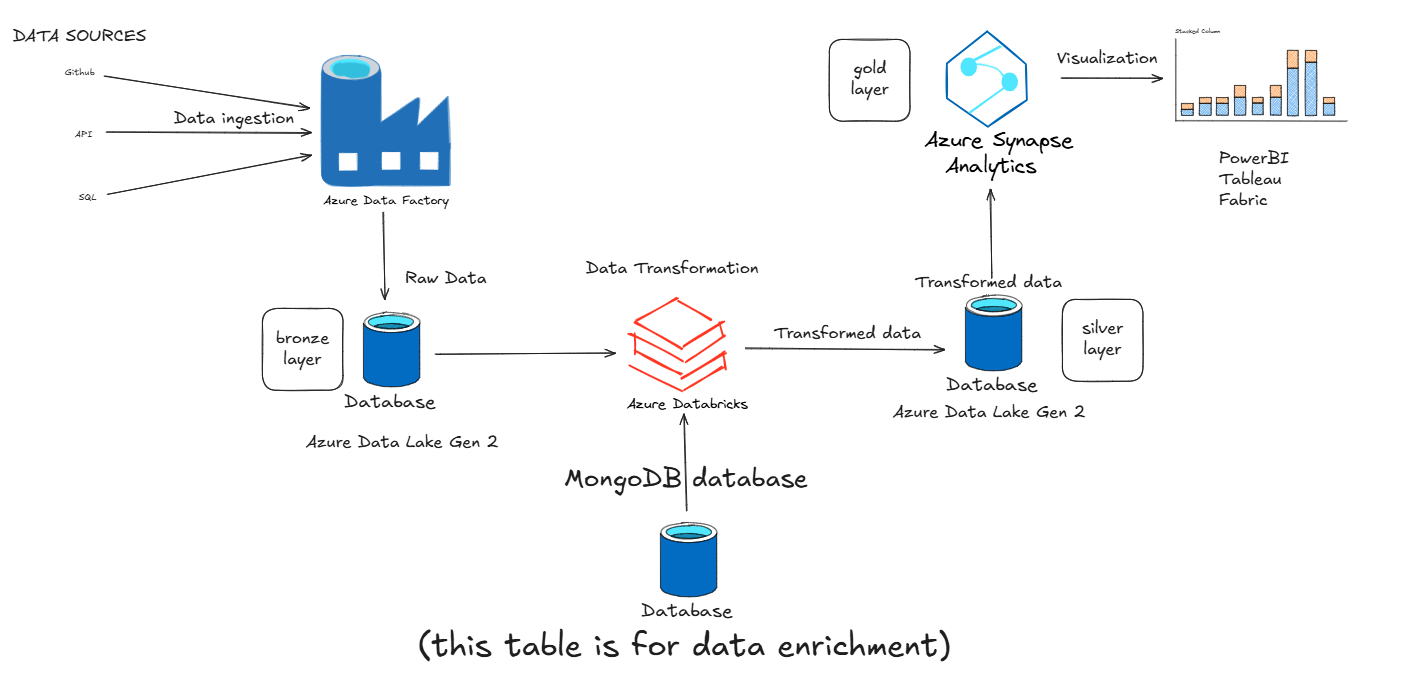 DATA SOURCES
Github
API
SQL
Data ingestion
Azure Data Factory
Raw Data
bronze
layer
Database
Azure Data Lake Gen 2
Data Transformation
Azure Databricks
MongoDB database
Database
(this table is for data enrichment)
Transformed data
Transformed data
Database
Azure Data Lake Gen 2
silver
layer
gold
layer
Azure Synapse
Analytics
Visualization
Stacked Column
PowerBI
Tableau
Fabric